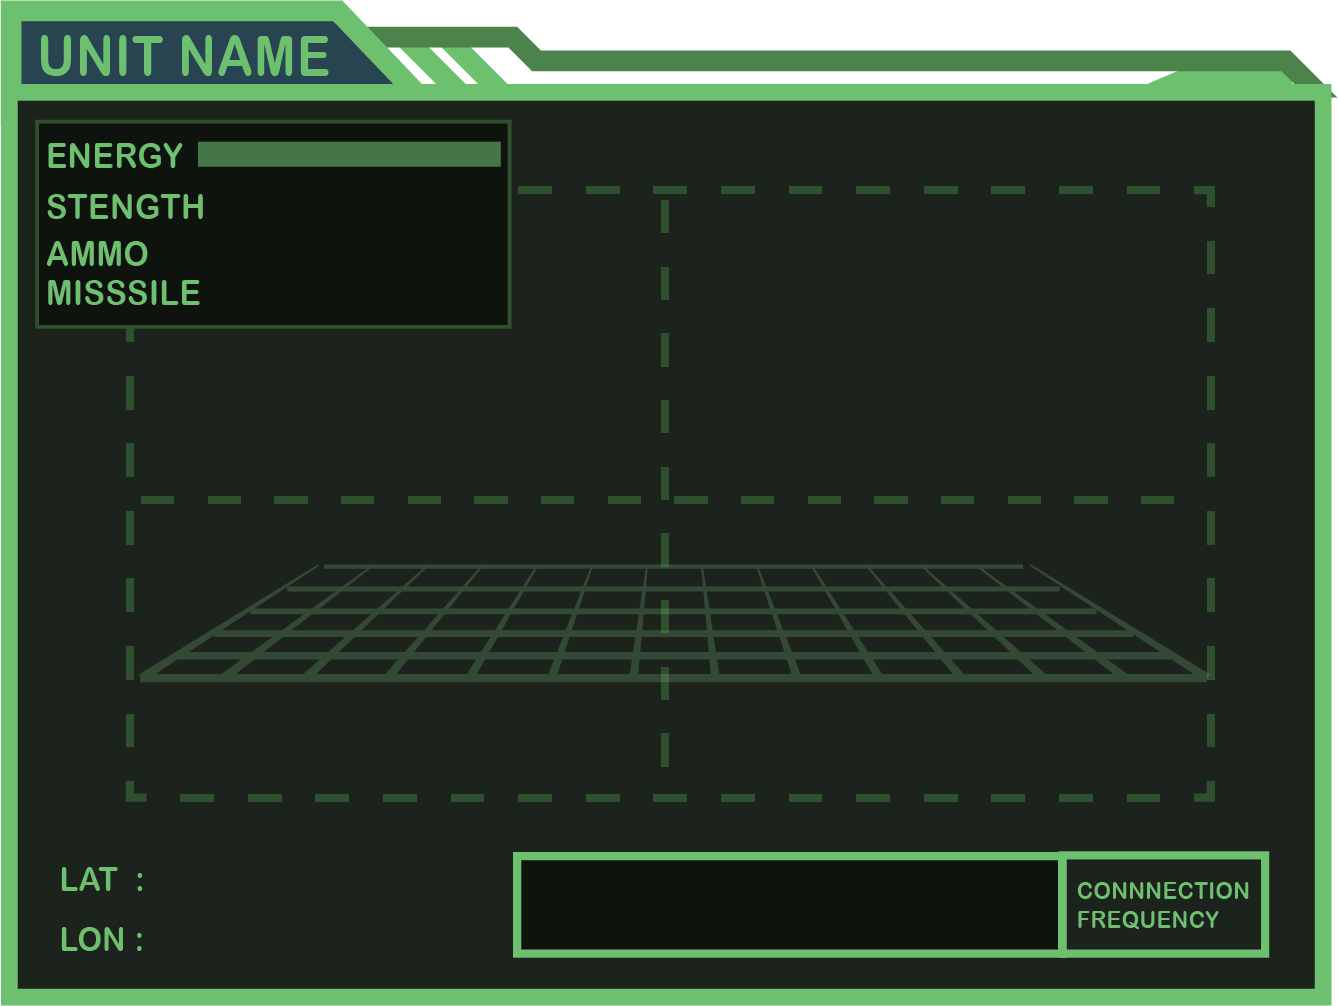 UNIT NAME
ENERGY
STENGTH
AMMO
MISSSILE
LAT :
LON :
CONNNECTION
FREQUENCY